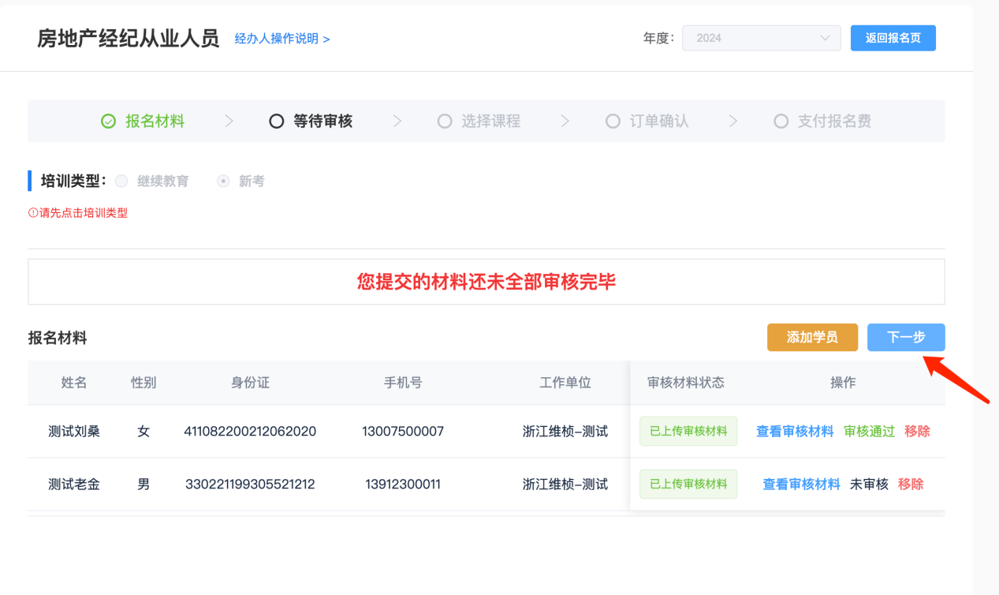 房地产经纪从业人员 经办人操作说明 > 年度： 2024 返回报名页
报名材料 等待审核 选择课程 订单确认 支付报名费
培训类型： 继续教育 新考
请先点击培训类型
您提交的材料还未全部审核完毕
报名材料 添加学员 下一步
姓名 性别 身份证 手机号 工作单位 审核材料状态 操作
测试刘桑 女 411082200212062020 13007500007 浙江维桢-测试 已上传审核材料 查看审核材料 审核通过 移除
测试老金 男 330221199305521212 13912300011 浙江维桢-测试 已上传审核材料 查看审核材料 未审核 移除